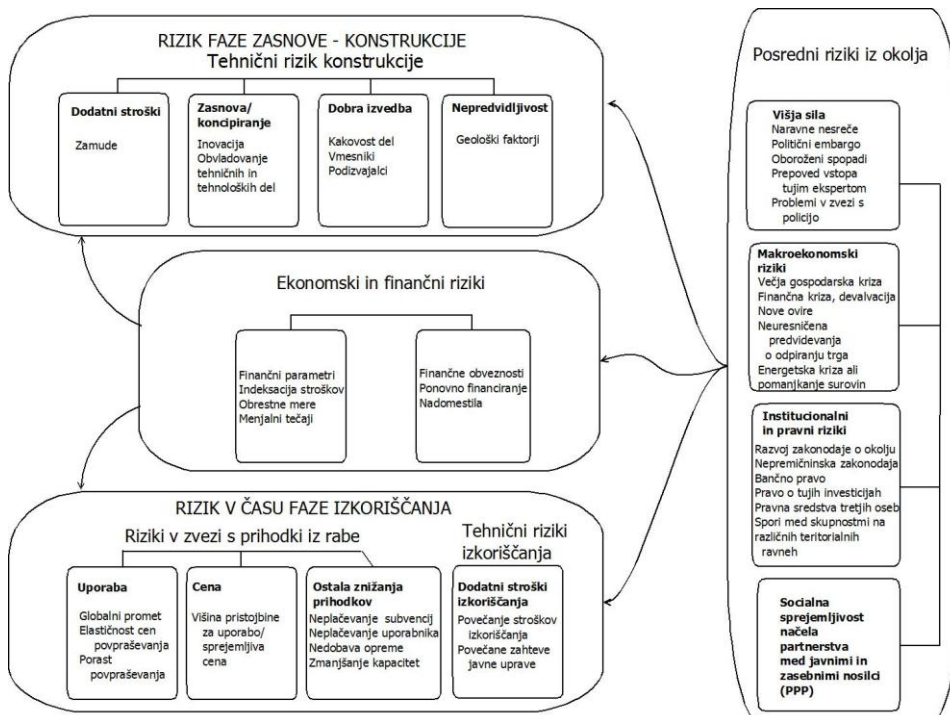 RIZIK FAZE ZASNOVE - KONSTRUKCIJE
Tehnični rizik konstrukcije
Dodatni stroški
Zamude
Zasnova/
koncipiranje
Inovacija
Obvladovanje
tehničnih in
tehnoloških del
Dobra izvedba
Kakovost del
Vmesniki
Podizvajalci
Nepredvidljivost
Geološki faktorji
Ekonomski in finančni riziki
Finančni parametri
Indeksacija stroškov
Obrestne mere
Menjalni tečaji
Finančne obveznosti
Ponovno financiranje
Nadomestila
RIZIK V ČASU FAZE IZKORIŠČANJA
Riziki v zvezi s prihodki iz rabe
Uporaba
Globalni promet
Elastičnost cen
povpraševanja
Porast
povpraševanja
Cena
Višina pristojbine
za uporabo/
sprejemljiva
cena
Ostala znižanja
prihodkov
Neplačevanje subvencij
Neplačevanje uporabnika
Nedobava opreme
Zmanjšanje kapacitet
Tehnični riziki
izkoriščanja
Dodatni stroški
izkoriščanja
Povečanje stroškov
izkoriščanja
Povečane zahteve
javne uprave
Posredni riziki iz okolja
Višja sila
Naravne nesreče
Politični embargo
Oboroženi spopadi
Prepoved vstopa
tujim ekspertom
Problemi v zvezi s
policijo
Makroekonomski
riziki
Večja gospodarska kriza
Finančna kriza, devalvacija
Nove ovire
Neuresničena
predvidevanja
o odpiranju trga
Energetska kriza ali
pomanjkanje surovin
Institucionalni
in pravni riziki
Razvoj zakonodaje o okolju
Nepremičninska zakonodaja
Bančno pravo
Pravo o tujih investicijah
Pravna sredstva tretjih oseb
Spori med skupnostmi na
različnih teritorialnih
ravneh
Socialna
sprejemljivost
načela
partnerstva
med javnimi in
zasebnimi nosilci
(PPP)